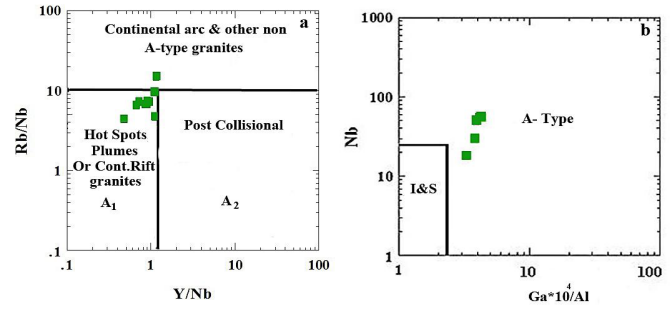 a
Continental arc & other non
A-type granites
100
10
1
.1
Rb/Nb
Hot Spots
Plumes
Or Cont.Rift
granites
A1
Post Collisional
A2
.1
1
10
100
Y/Nb
b
1000
100
10
1
Nb
A- Type
I&S
1
10
100
Ga*10^4/Al